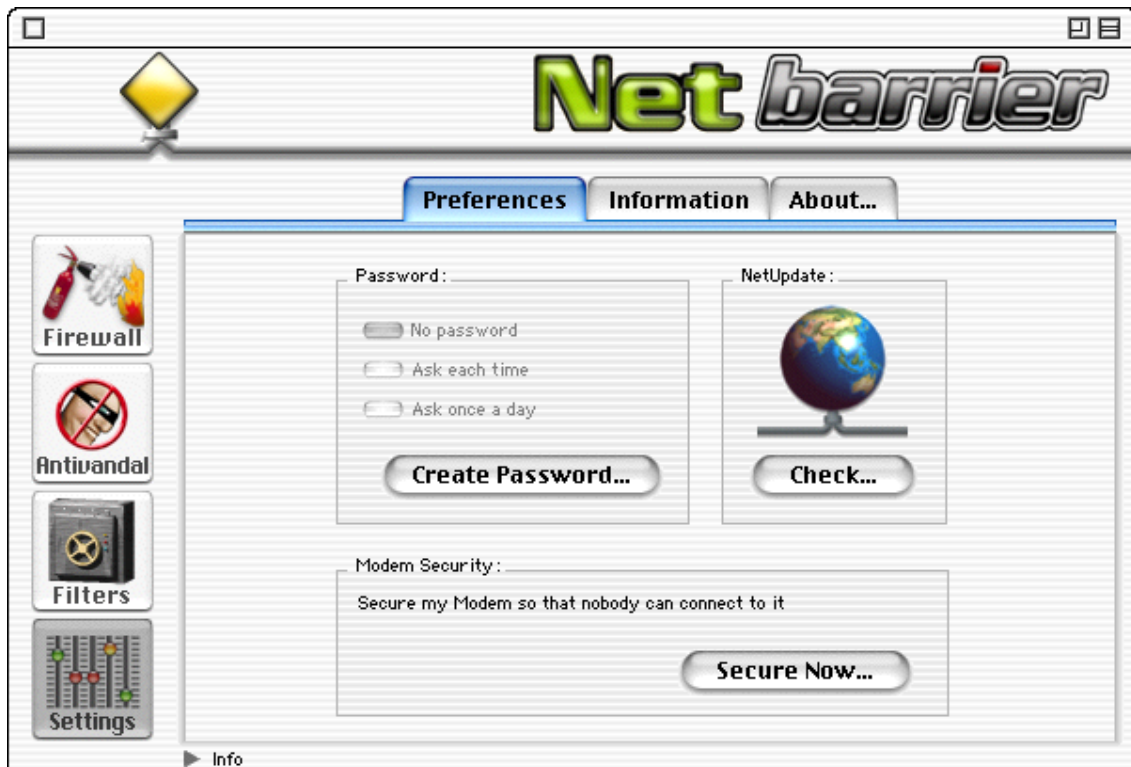 Net barrier
Preferences
Information
About...
Firewall
Antivandal
Filters
Settings
Password:
No password
Ask each time
Ask once a day
Create Password...
NetUpdate:
Check...
Modem Security:
Secure my Modem so that nobody can connect to it
Secure Now...
Info